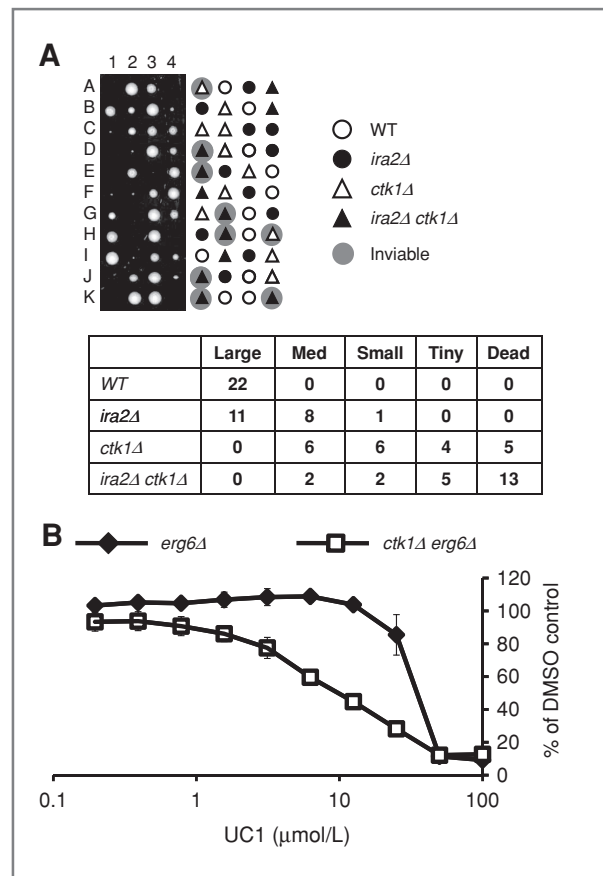 A
1 2 3 4
A
B
C
D
E
F
G
H
I
J
K
WT
ira2Δ
ctk1Δ
ira2Δ ctk1Δ
Inviable
Large Med Small Tiny Dead
WT 22 0 0 0 0
ira2Δ 11 8 1 0 0
ctk1Δ 0 6 6 4 5
ira2Δ ctk1Δ 0 2 2 5 13
B
erg6Δ ctk1Δ erg6Δ
120
100
80
60
40
20
0
% of DMSO control
0.1 1 10 100
UC1 (μmol/L)